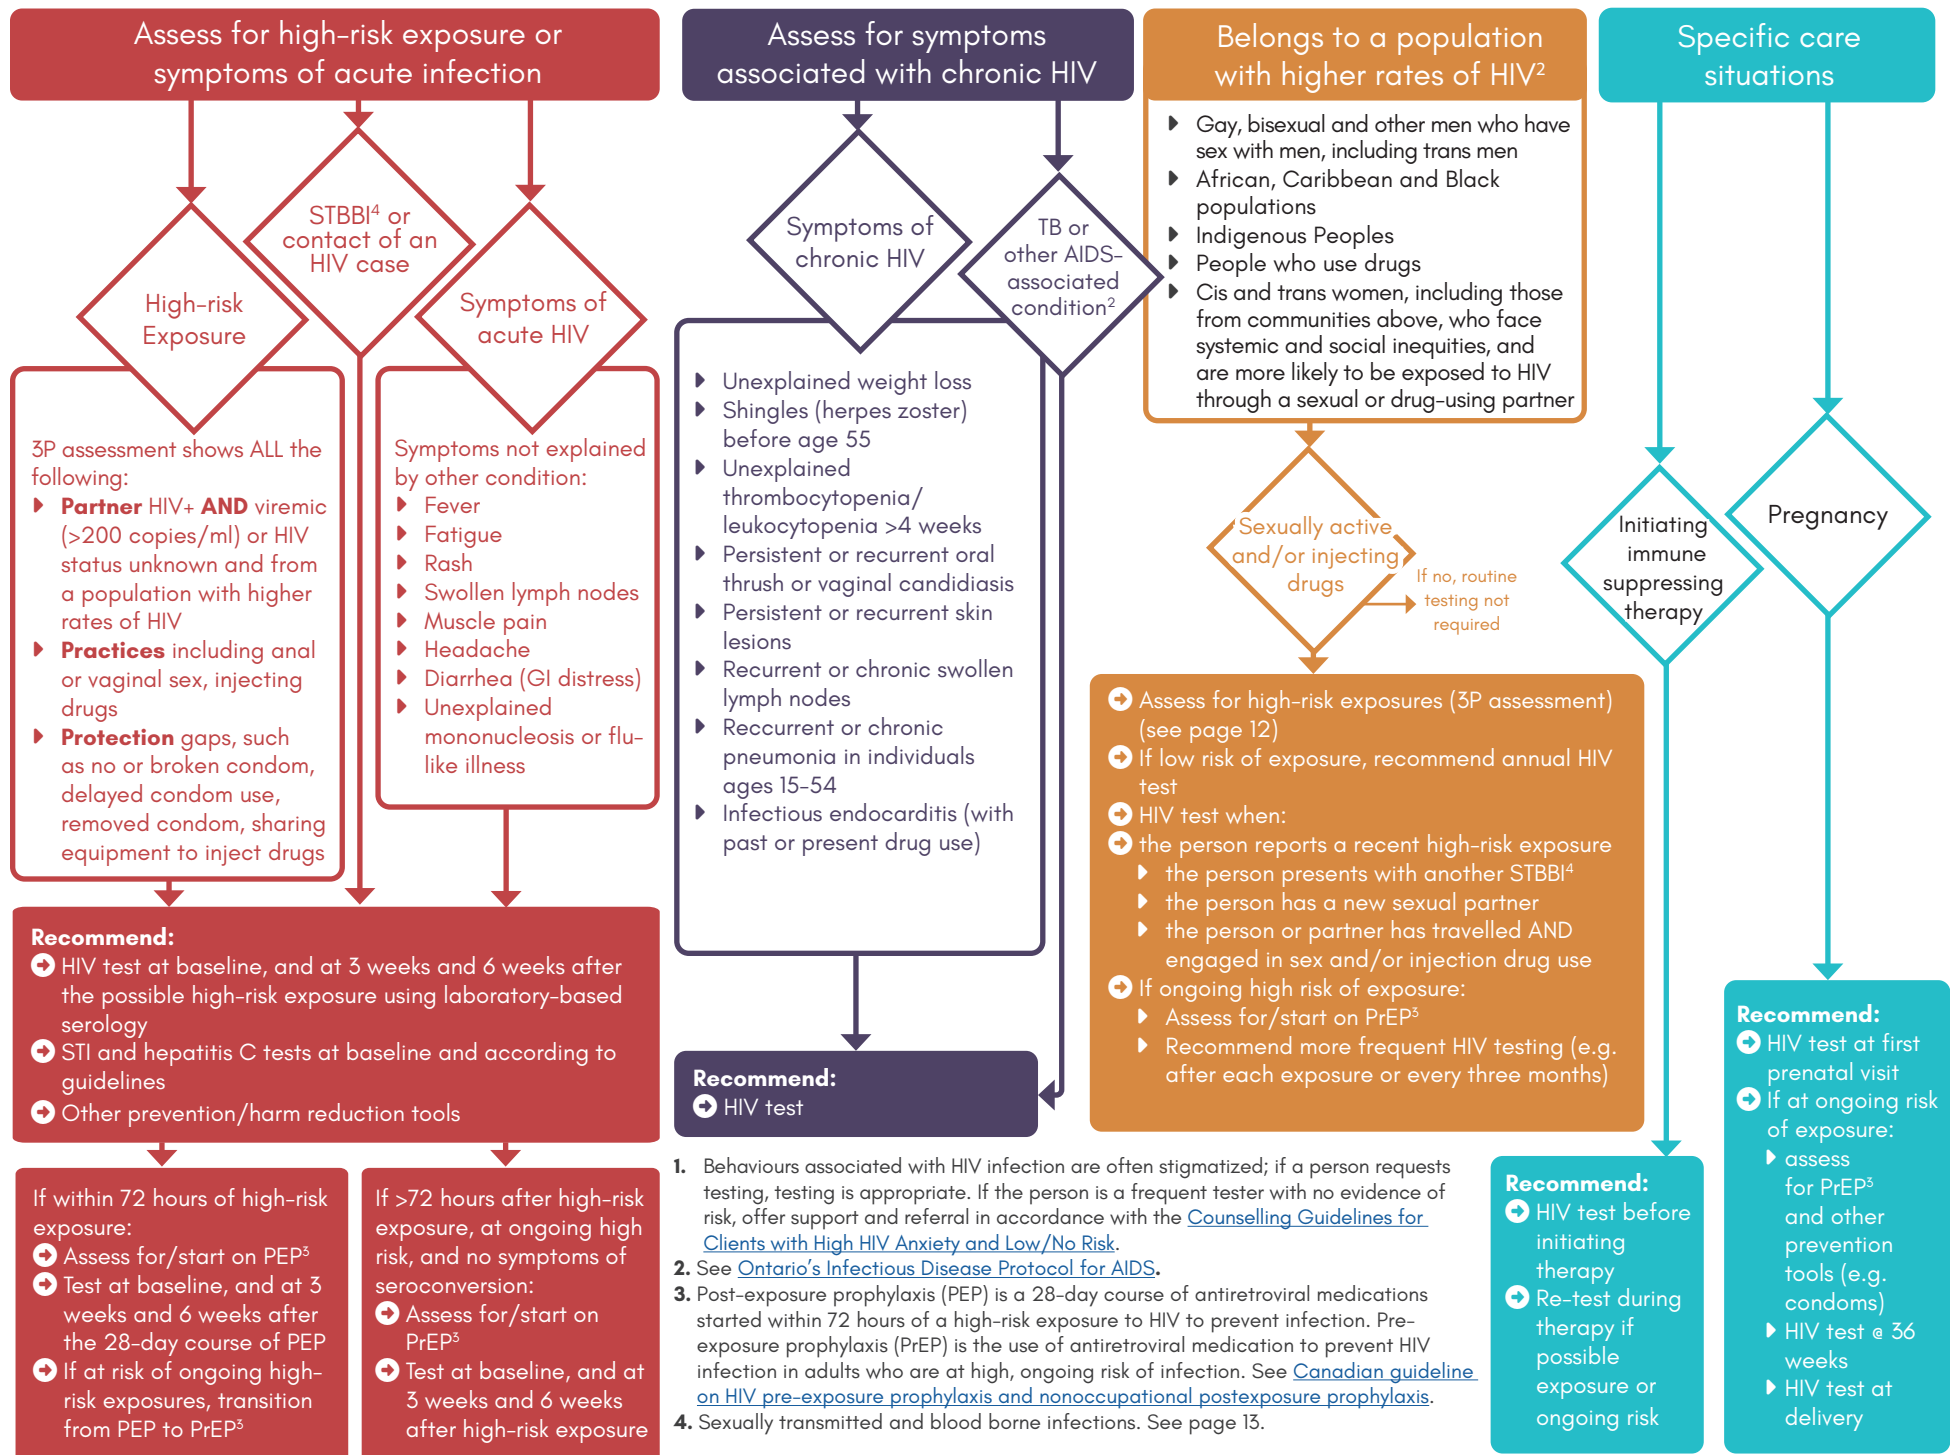 Assess for high-risk exposure or
symptoms of acute infection
High-risk
Exposure
STBBI⁴ or
contact of an
HIV case
Symptoms of
acute HIV
3P assessment shows ALL the
following:
Partner HIV+ AND viremic
(>200 copies/ml) or HIV
status unknown and from
a population with higher
rates of HIV
Practices including anal
or vaginal sex, injecting
drugs
Protection gaps, such
as no or broken condom,
delayed condom use,
removed condom, sharing
equipment to inject drugs
Symptoms not explained
by other condition:
Fever
Fatigue
Rash
Swollen lymph nodes
Muscle pain
Headache
Diarrhea (GI distress)
Unexplained
mononucleosis or flu-
like illness
Recommend:
HIV test at baseline, and at 3 weeks and 6 weeks after
the possible high-risk exposure using laboratory-based
serology
STI and hepatitis C tests at baseline and according to
guidelines
Other prevention/harm reduction tools
If within 72 hours of high-risk
exposure:
Assess for/start on PEP³
Test at baseline, and at 3
weeks and 6 weeks after
the 28-day course of PEP
If at risk of ongoing high-
risk exposures, transition
from PEP to PrEP³
If >72 hours after high-risk
exposure, at ongoing high
risk, and no symptoms of
seroconversion:
Assess for/start on
PrEP³
Test at baseline, and at
3 weeks and 6 weeks
after high-risk exposure
Assess for symptoms
associated with chronic HIV
Symptoms of
chronic HIV
TB or
other AIDS-
associated
condition²
Unexplained weight loss
Shingles (herpes zoster)
before age 55
Unexplained
thrombocytopenia/
leukocytopenia >4 weeks
Persistent or recurrent oral
thrush or vaginal candidiasis
Persistent or recurrent skin
lesions
Recurrent or chronic swollen
lymph nodes
Reccurrent or chronic
pneumonia in individuals
ages 15-54
Infectious endocarditis (with
past or present drug use)
Recommend:
HIV test
Belongs to a population
with higher rates of HIV²
Gay, bisexual and other men who have
sex with men, including trans men
African, Caribbean and Black
populations
Indigenous Peoples
People who use drugs
Cis and trans women, including those
from communities above, who face
systemic and social inequities, and
are more likely to be exposed to HIV
through a sexual or drug-using partner
Sexually active
and/or injecting
drugs
If no, routine
testing not
required
Assess for high-risk exposures (3P assessment)
(see page 12)
If low risk of exposure, recommend annual HIV
test
HIV test when:
the person reports a recent high-risk exposure
the person presents with another STBBI⁴
the person has a new sexual partner
the person or partner has travelled AND
engaged in sex and/or injection drug use
If ongoing high risk of exposure:
Assess for/start on PrEP³
Recommend more frequent HIV testing (e.g.
after each exposure or every three months)
Specific care
situations
Initiating
immune
suppressing
therapy
Pregnancy
Recommend:
HIV test before
initiating
therapy
Re-test during
therapy if
possible
exposure or
ongoing risk
Recommend:
HIV test at first
prenatal visit
If at ongoing risk
of exposure:
assess
for PrEP³
and other
prevention
tools (e.g.
condoms)
HIV test @ 36
weeks
HIV test at
delivery
1. Behaviours associated with HIV infection are often stigmatized; if a person requests
testing, testing is appropriate. If the person is a frequent tester with no evidence of
risk, offer support and referral in accordance with the Counselling Guidelines for
Clients with High HIV Anxiety and Low/No Risk.
2. See Ontario's Infectious Disease Protocol for AIDS.
3. Post-exposure prophylaxis (PEP) is a 28-day course of antiretroviral medications
started within 72 hours of a high-risk exposure to HIV to prevent infection. Pre-
exposure prophylaxis (PrEP) is the use of antiretroviral medication to prevent HIV
infection in adults who are at high, ongoing risk of infection. See Canadian guideline
on HIV pre-exposure prophylaxis and nonoccupational postexposure prophylaxis.
4. Sexually transmitted and blood borne infections. See page 13.